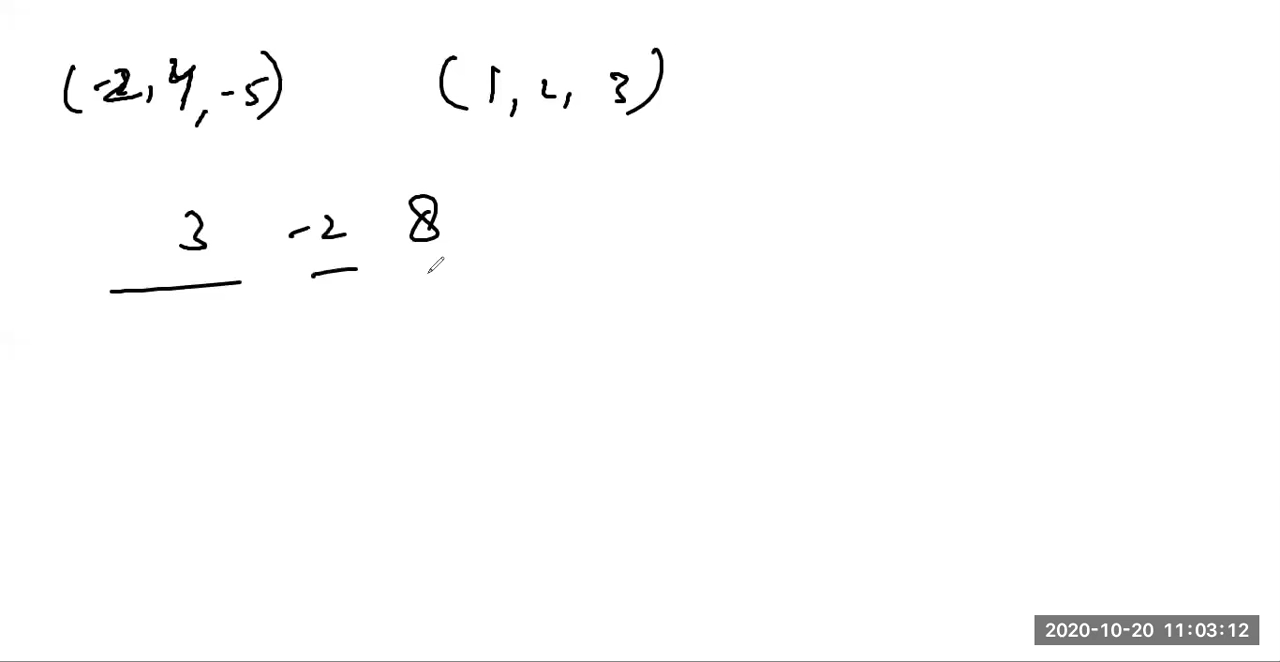 (-2, 4, -5) (1, 2, 3)
3 -2 8
2020-10-20 11:03:12